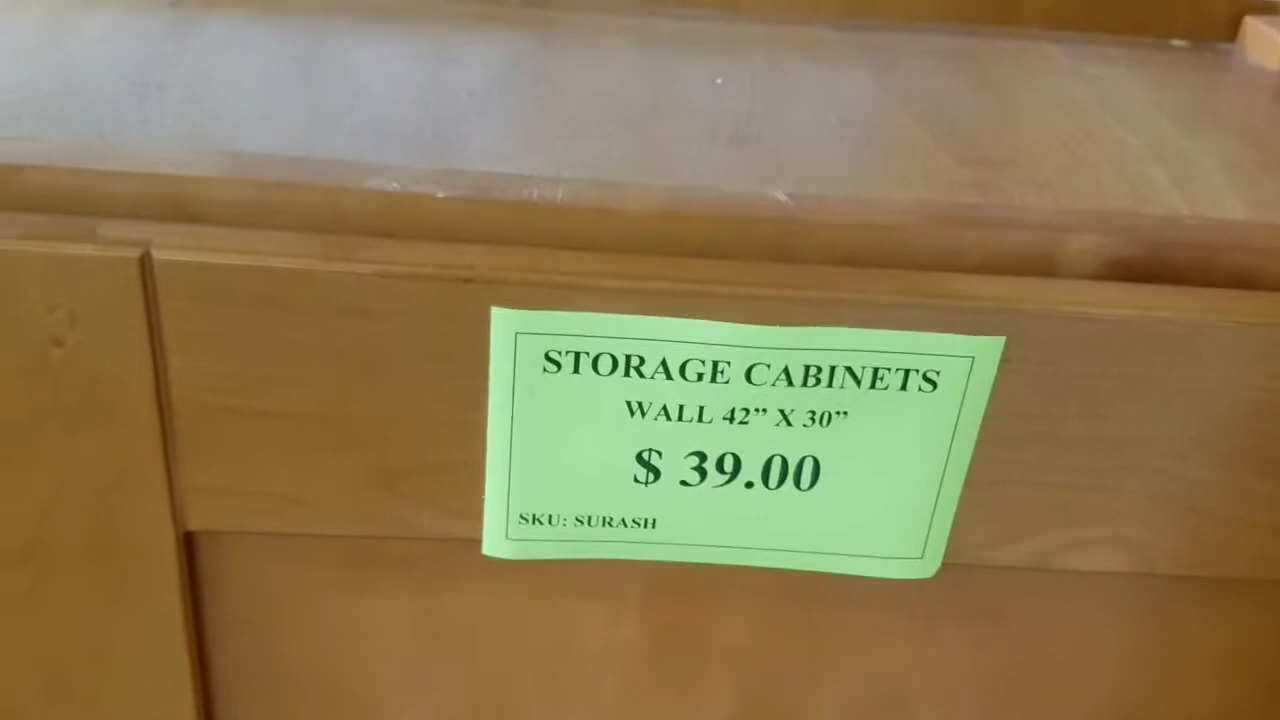 STORAGE CABINETS
WALL 42” X 30”
$ 39.00
SKU: SURASH